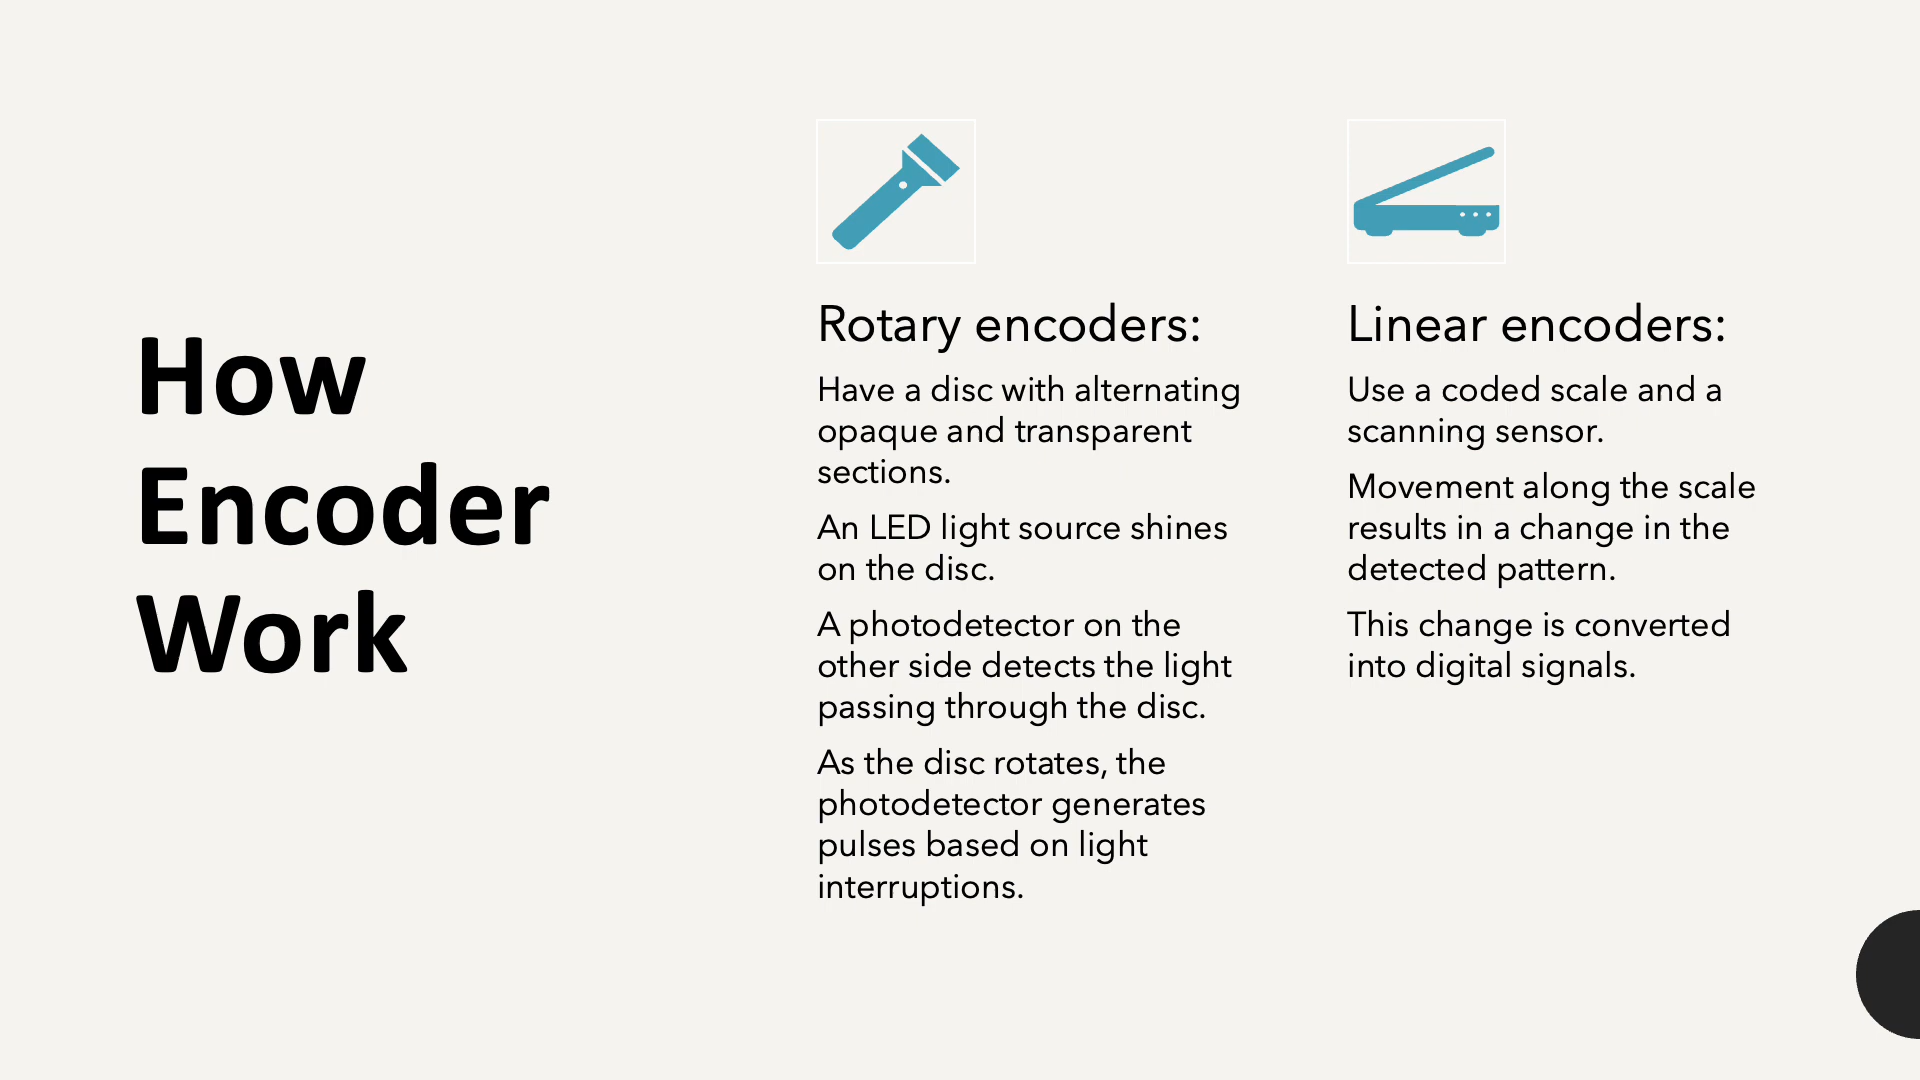 How
Encoder
Work
Rotary encoders:
Have a disc with alternating
opaque and transparent
sections.
An LED light source shines
on the disc.
A photodetector on the
other side detects the light
passing through the disc.
As the disc rotates, the
photodetector generates
pulses based on light
interruptions.
Linear encoders:
Use a coded scale and a
scanning sensor.
Movement along the scale
results in a change in the
detected pattern.
This change is converted
into digital signals.